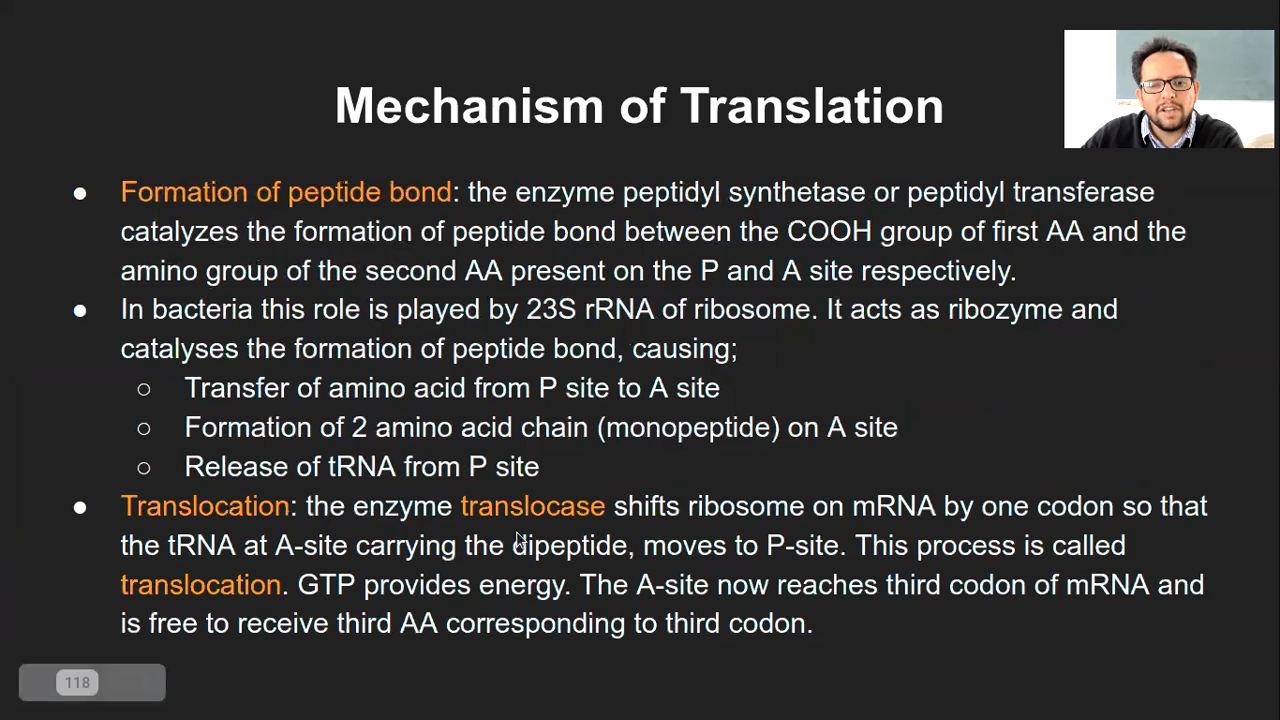 Mechanism of Translation
● Formation of peptide bond: the enzyme peptidyl synthetase or peptidyl transferase
catalyzes the formation of peptide bond between the COOH group of first AA and the
amino group of the second AA present on the P and A site respectively.
● In bacteria this role is played by 23S rRNA of ribosome. It acts as ribozyme and
catalyses the formation of peptide bond, causing;
○ Transfer of amino acid from P site to A site
○ Formation of 2 amino acid chain (monopeptide) on A site
○ Release of tRNA from P site
● Translocation: the enzyme translocase shifts ribosome on mRNA by one codon so that
the tRNA at A-site carrying the dipeptide, moves to P-site. This process is called
translocation. GTP provides energy. The A-site now reaches third codon of mRNA and
is free to receive third AA corresponding to third codon.
118